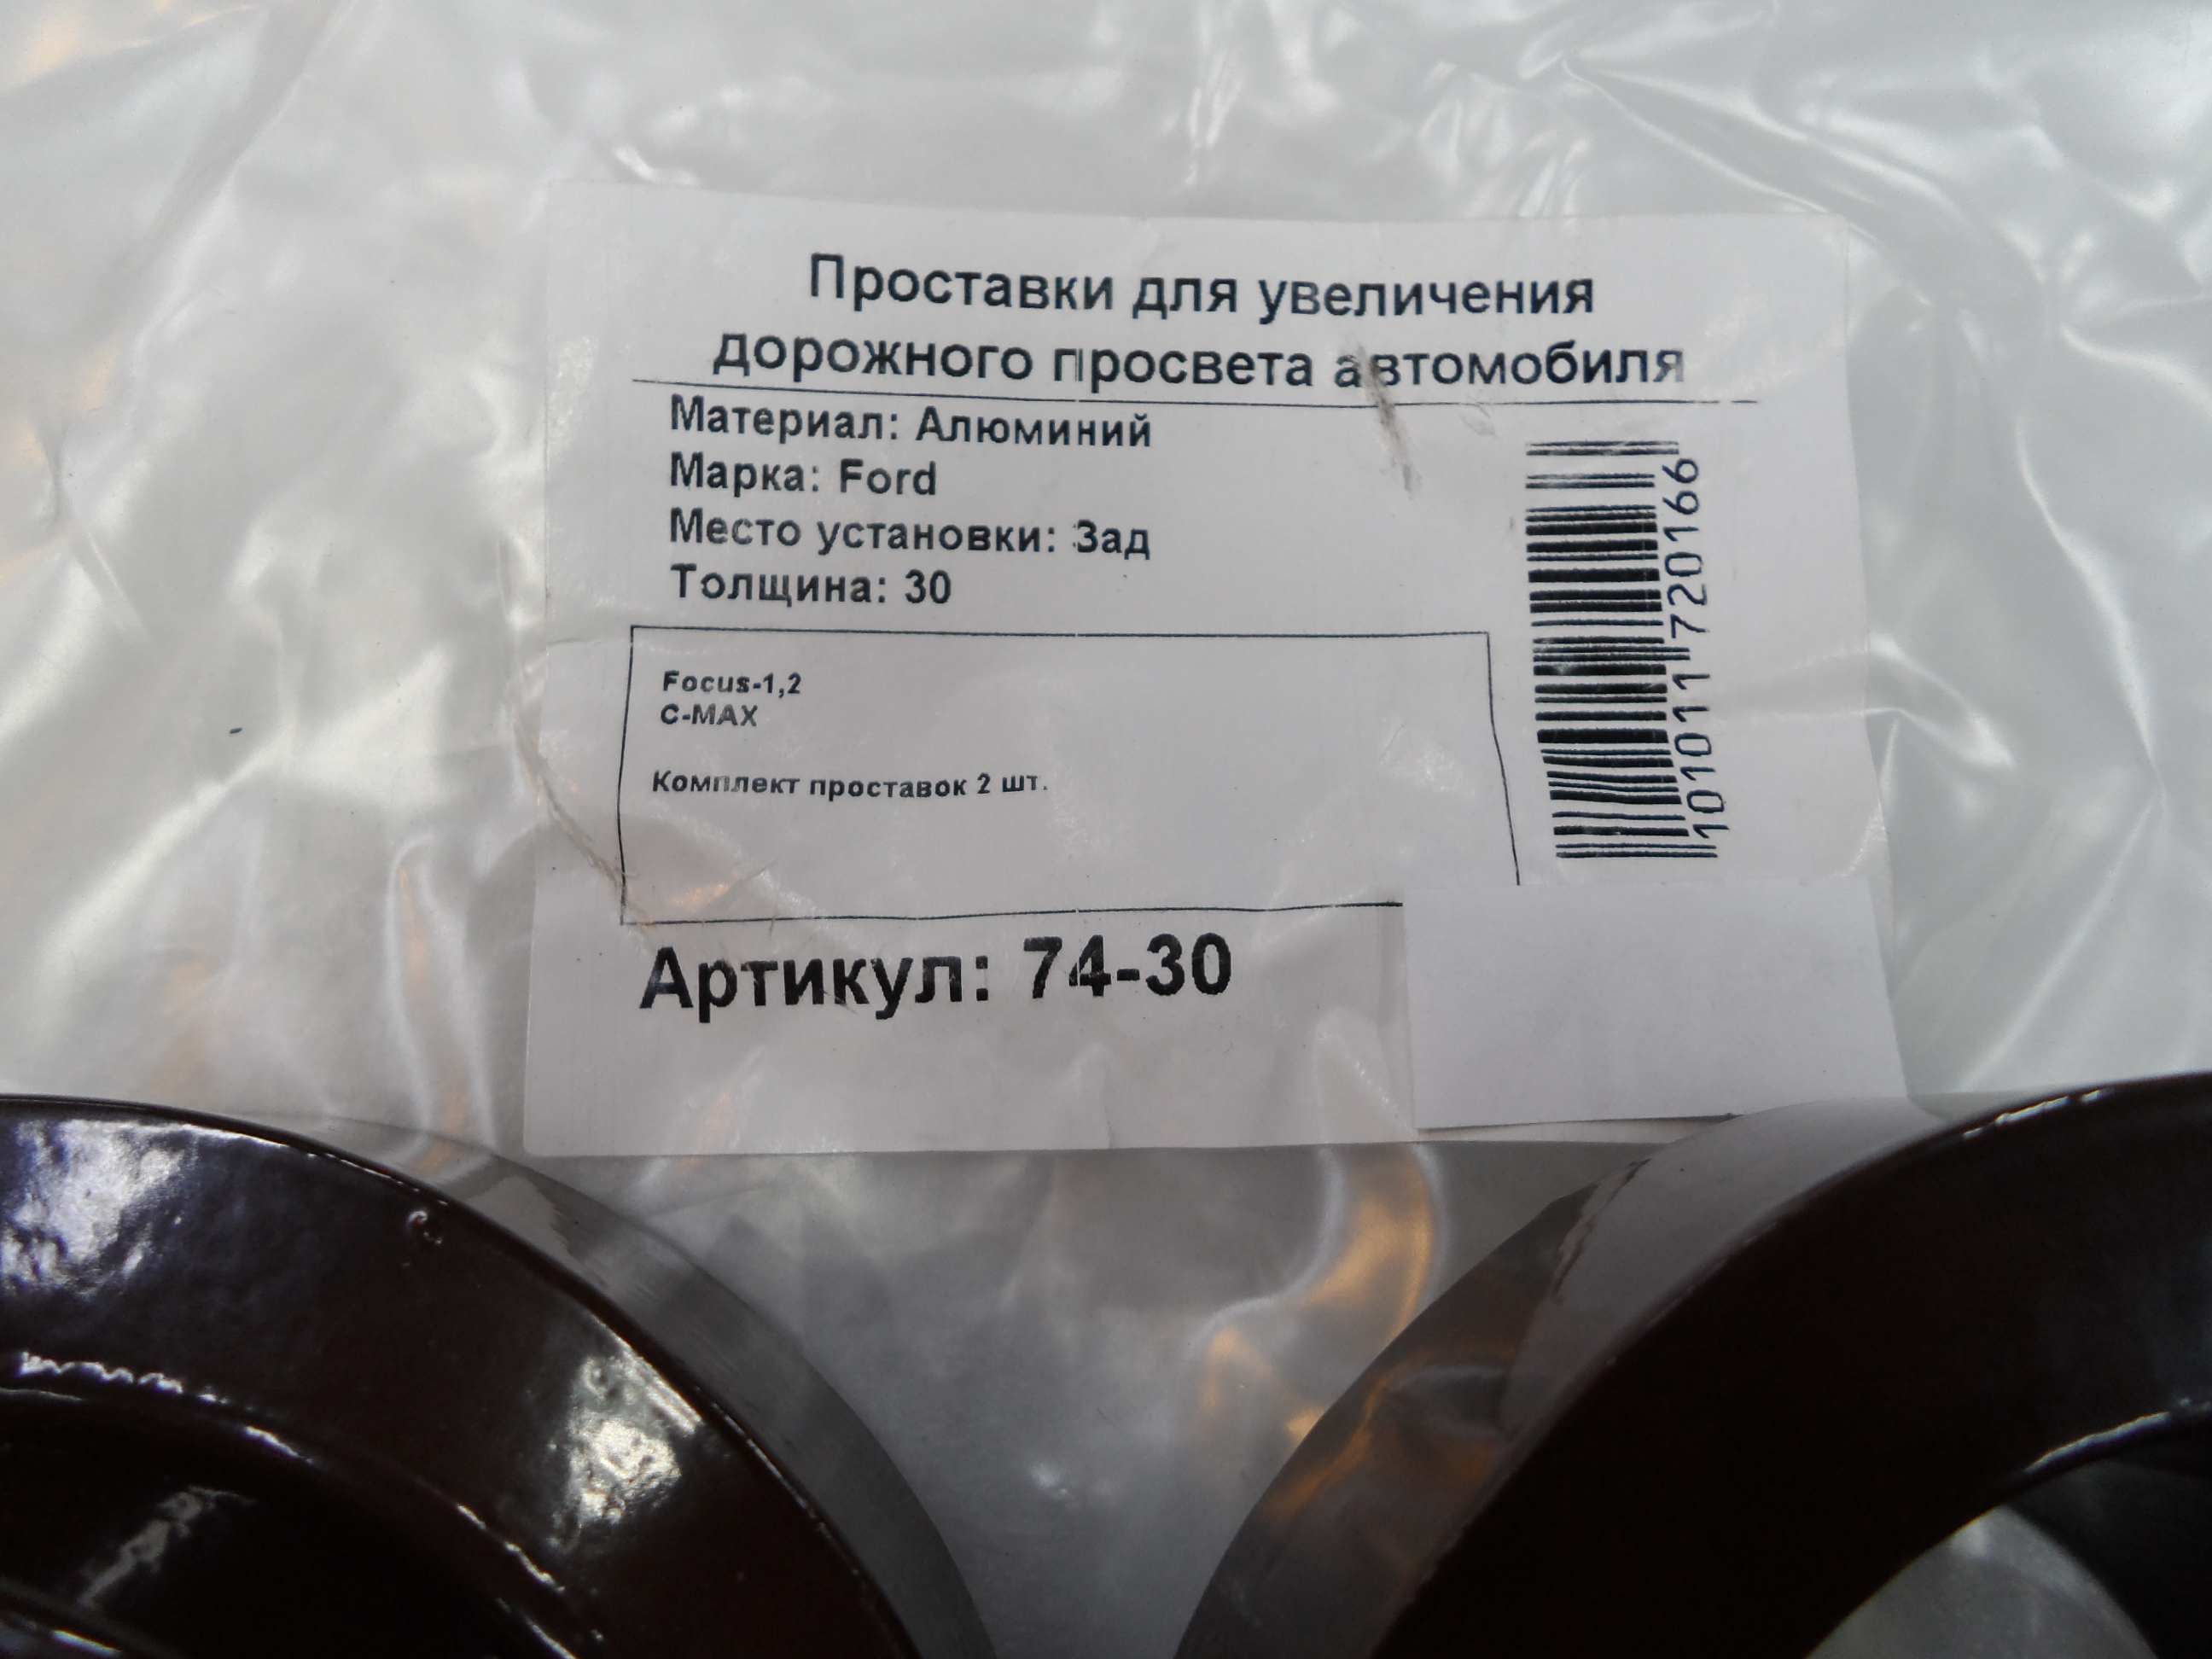 Проставки для увеличения
дорожного просвета автомобиля
Материал: Алюминий
Марка: Ford
Место установки: Зад
Толщина: 30
Focus-1,2
C-MAX
Комплект проставок 2 шт.
Артикул: 74-30
101011720166